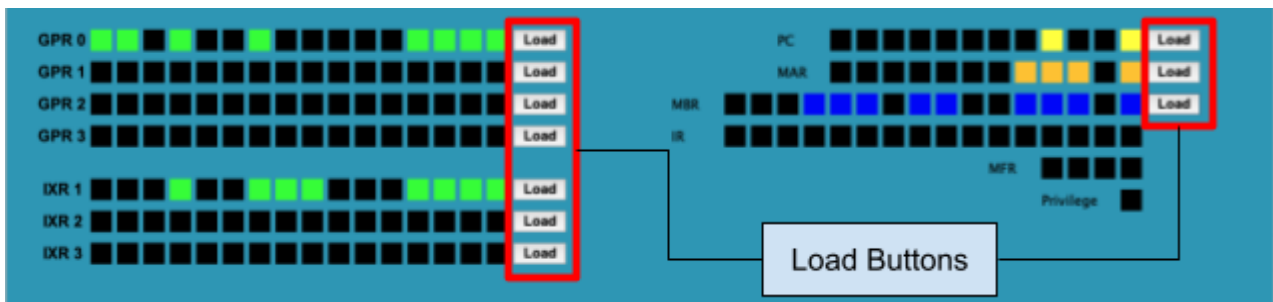 GPR 0 Load
GPR 1 Load
GPR 2 Load
GPR 3 Load
IXR 1 Load
IXR 2 Load
IXR 3 Load
PC Load
MAR Load
MBR Load
IR
MFR
Privilege
Load Buttons